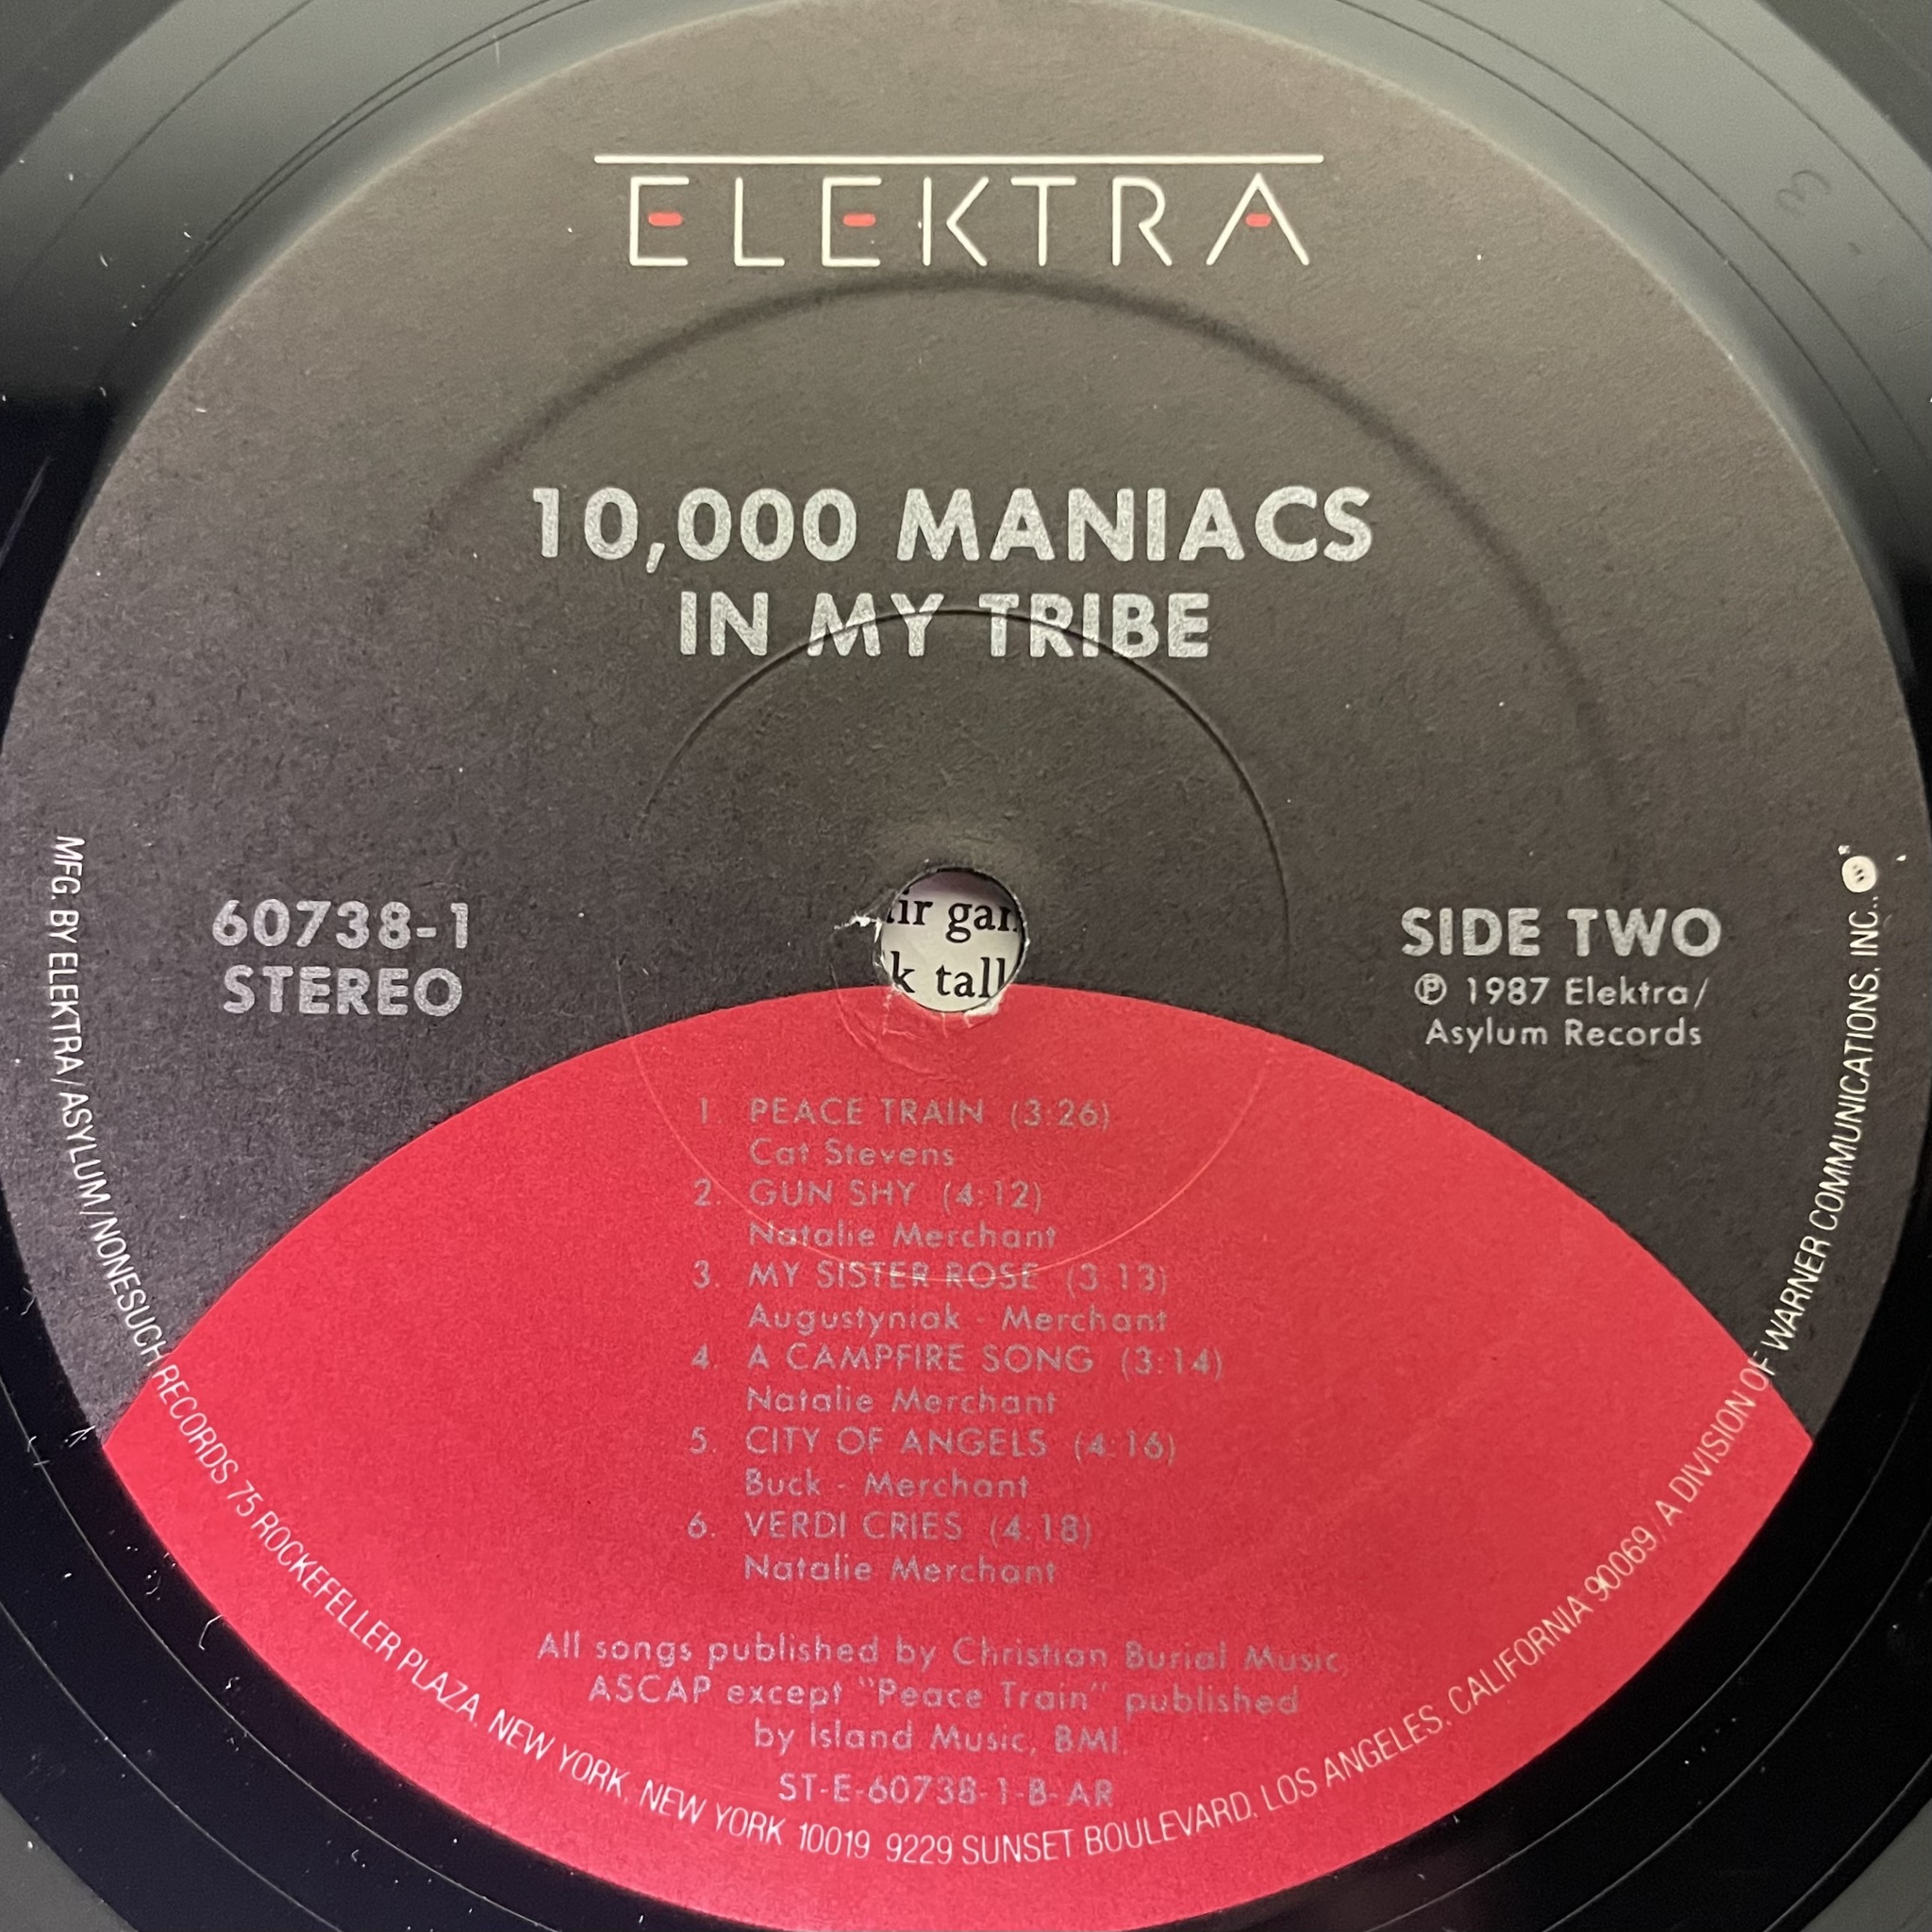 ELEKTRA
10,000 MANIACS
IN MY TRIBE
60738-1
STEREO
SIDE TWO
℗ 1987 Elektra/
Asylum Records
ir gar
k tall
1. PEACE TRAIN (3:26)
Cat Stevens
2. GUN SHY (4:12)
Natalie Merchant
3. MY SISTER ROSE (3:13)
Augustyniak - Merchant
4. A CAMPFIRE SONG (3:14)
Natalie Merchant
5. CITY OF ANGELS (4:16)
Buck - Merchant
6. VERDI CRIES (4:18)
Natalie Merchant
All songs published by Christian Burial Music,
ASCAP except "Peace Train" published
by Island Music, BMI.
ST-E-60738-1-B-AR
MFG. BY ELEKTRA/ASYLUM/NONESUCH RECORDS 75 ROCKEFELLER PLAZA, NEW YORK, NEW YORK 10019 9229 SUNSET BOULEVARD, LOS ANGELES, CALIFORNIA 90069 / A DIVISION OF WARNER COMMUNICATIONS, INC..